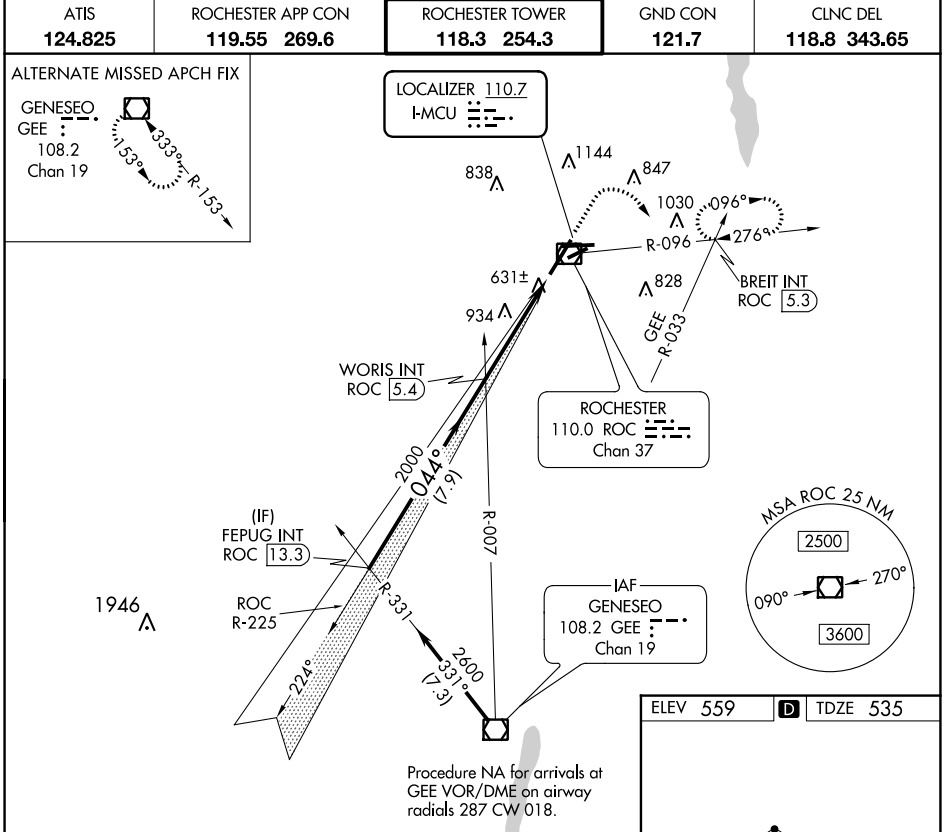 ATIS
124.825
ROCHESTER APP CON
119.55 269.6
ROCHESTER TOWER
118.3 254.3
GND CON
121.7
CLNC DEL
118.8 343.65
ALTERNATE MISSED APCH FIX
GENESEO
GEE
108.2
Chan 19
153°
333°
R-153
LOCALIZER 110.7
I-MCU
838
1144
847
1030
096°
R-096
276°
BREIT INT
ROC 5.3
631±
828
934
GEE
R-033
WORIS INT
ROC 5.4
ROCHESTER
110.0 ROC
Chan 37
2000
044°
(7.9)
R-007
MSA ROC 25 NM
2500
090°
270°
3600
(IF)
FEPUG INT
ROC 13.3
R-331
1946
ROC
R-225
224°
2600
331°
(7.3)
IAF
GENESEO
108.2 GEE
Chan 19
ELEV 559
D
TDZE 535
Procedure NA for arrivals at
GEE VOR/DME on airway
radials 287 CW 018.